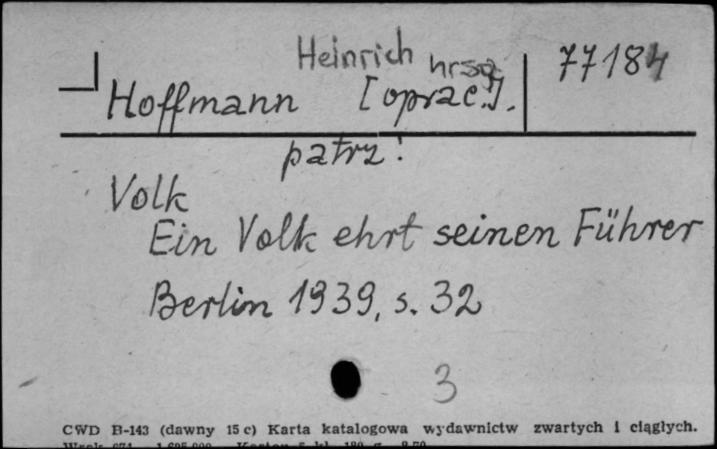 Heinrich hrsg. 77184
Hoffmann [oprac.].
patrz:
Volk
Ein Volk ehrt seinen Führer
Berlin 1939, s. 32
3
CWD B-143 (dawny 15 c) Karta katalogowa wydawnictw zwartych i ciągłych.